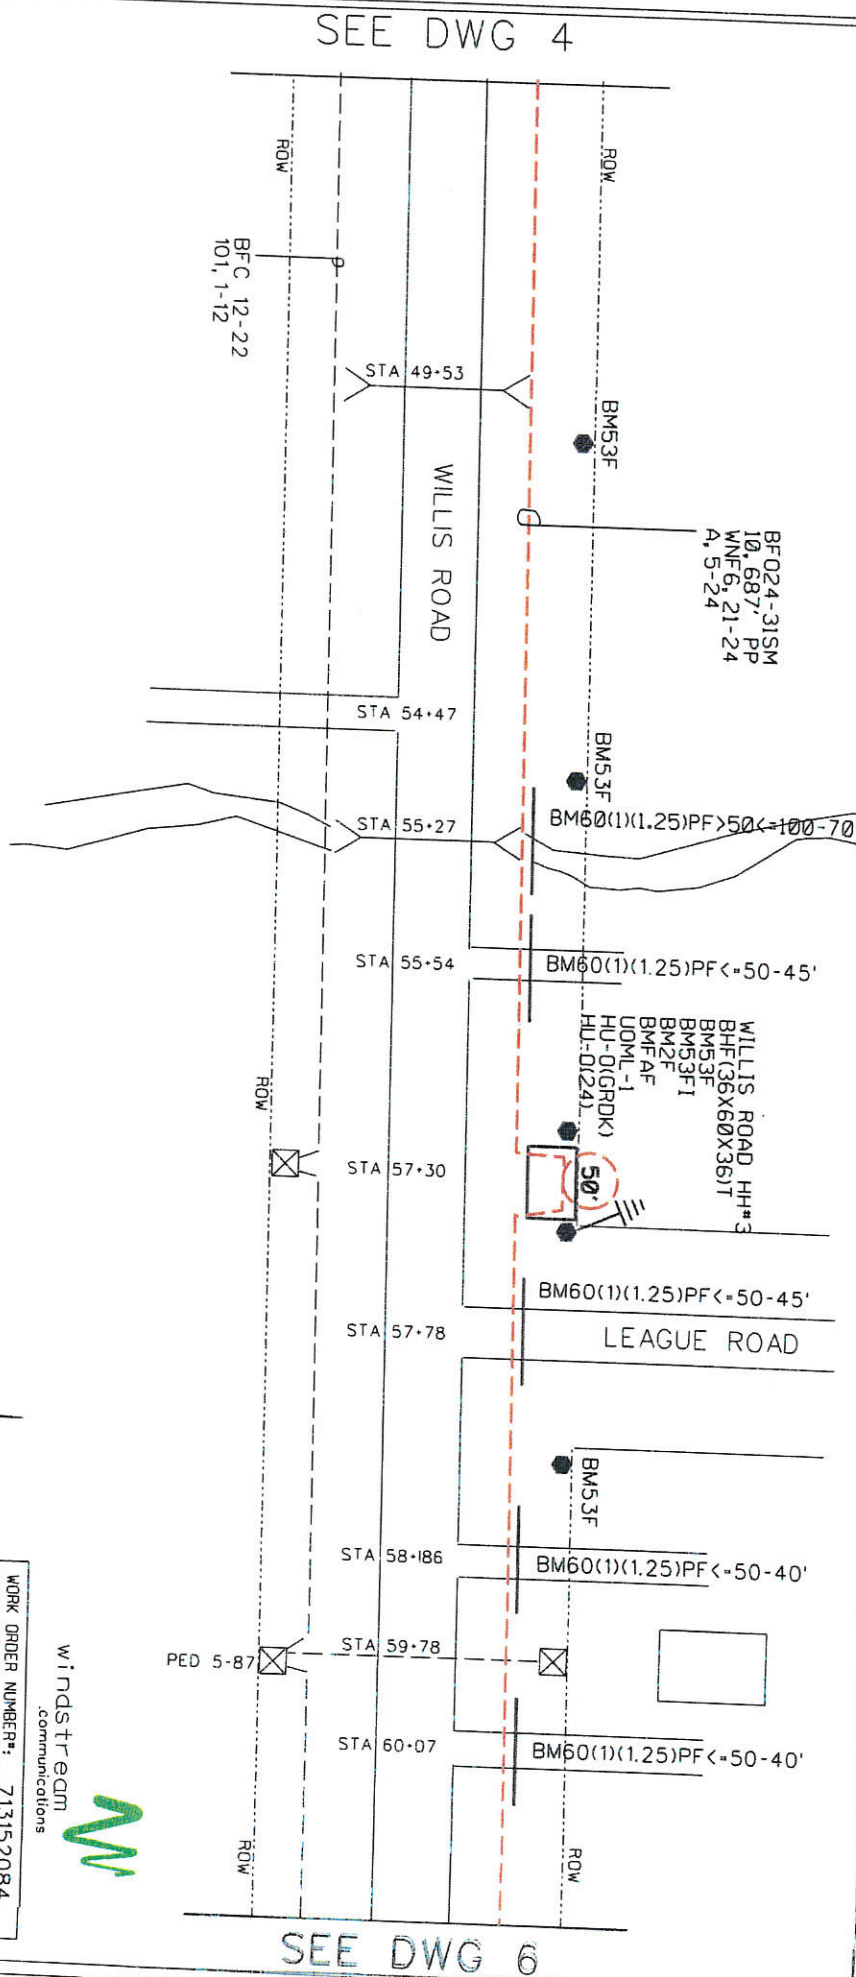 SEE DWG 4
ROW
ROW
BFC 12-22
101, 1-12
STA 49+53
BM53F
WILLIS ROAD
BFO24-31SM
10,687' PP
WNF6, 21-24
A, 5-24
STA 54+47
BM53F
STA 55+27
BM60(1)(1.25)PF>50<=100-70
STA 55+54
BM60(1)(1.25)PF<=50-45'
WILLIS ROAD HH#3
BHF(36X60X36)T
BM53F
BM53FI
BM2F
BMFAF
UOML-1
HU-O(GRDK)
HU-O(24)
ROW
STA 57+30
50'
BM60(1)(1.25)PF<=50-45'
STA 57+78
LEAGUE ROAD
BM53F
STA 58+86
BM60(1)(1.25)PF<=50-40'
PED 5-87
STA 59+78
STA 60+07
BM60(1)(1.25)PF<=50-40'
ROW
ROW
windstream
communications
WORK ORDER NUMBER#: 713152084
SEE DWG 6